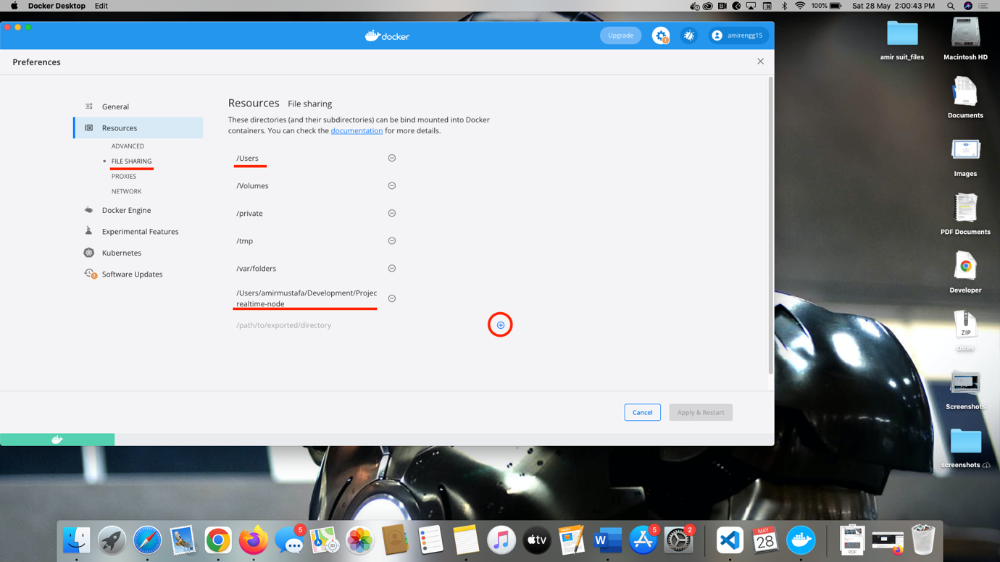 Docker Desktop Edit
100% Sat 28 May 2:00:43 PM
docker
Upgrade
amirengg15
Preferences
General
Resources
ADVANCED
FILE SHARING
PROXIES
NETWORK
Docker Engine
Experimental Features
Kubernetes
Software Updates
Resources File sharing
These directories (and their subdirectories) can be bind mounted into Docker
containers. You can check the documentation for more details.
/Users
/Volumes
/private
/tmp
/var/folders
/Users/amirmustafa/Development/Projec
realtime-node
/path/to/exported/directory
Cancel
Apply & Restart
amir suit_files
Macintosh HD
Documents
Images
PDF Documents
Developer
ZIP
Other
Screenshots
screenshots
5
3D
tv
W
5
2
MAY
28
PDF